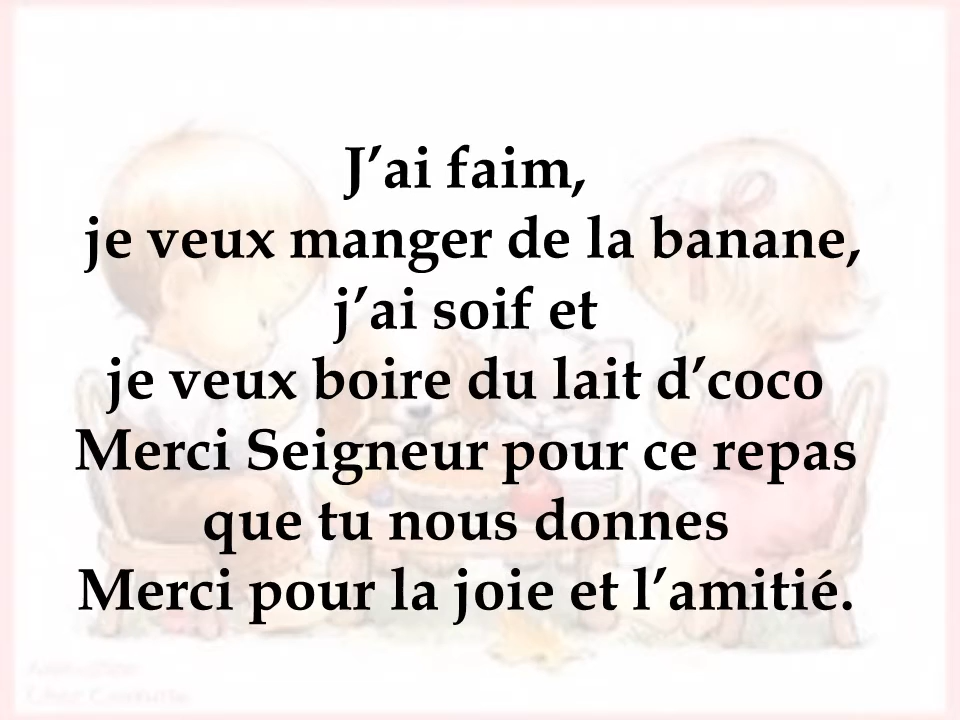 J’ai faim,
je veux manger de la banane,
j’ai soif et
je veux boire du lait d’coco
Merci Seigneur pour ce repas
que tu nous donnes
Merci pour la joie et l’amitié.